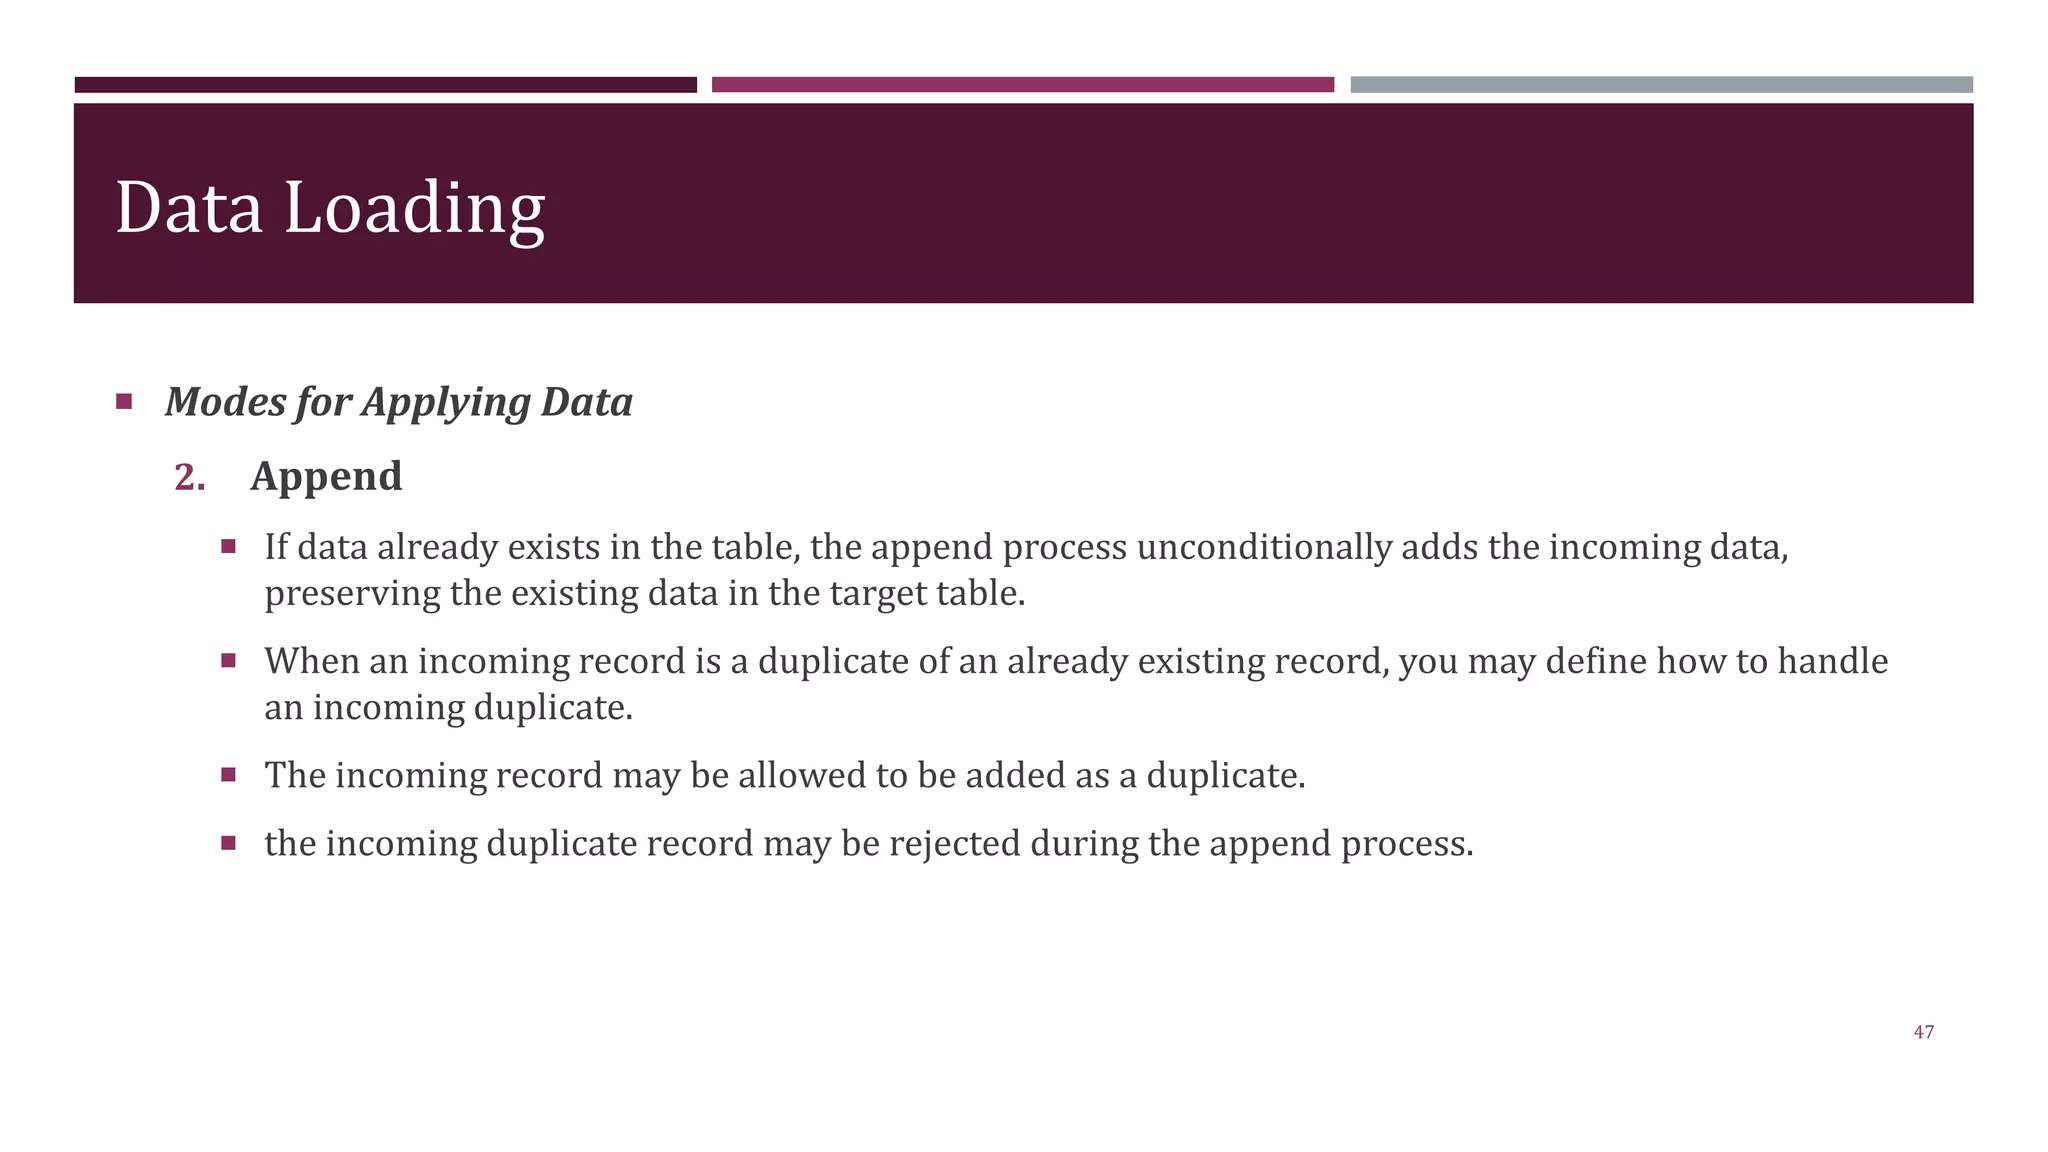 Data Loading
Modes for Applying Data
2. Append
If data already exists in the table, the append process unconditionally adds the incoming data,
preserving the existing data in the target table.
When an incoming record is a duplicate of an already existing record, you may define how to handle
an incoming duplicate.
The incoming record may be allowed to be added as a duplicate.
the incoming duplicate record may be rejected during the append process.
47